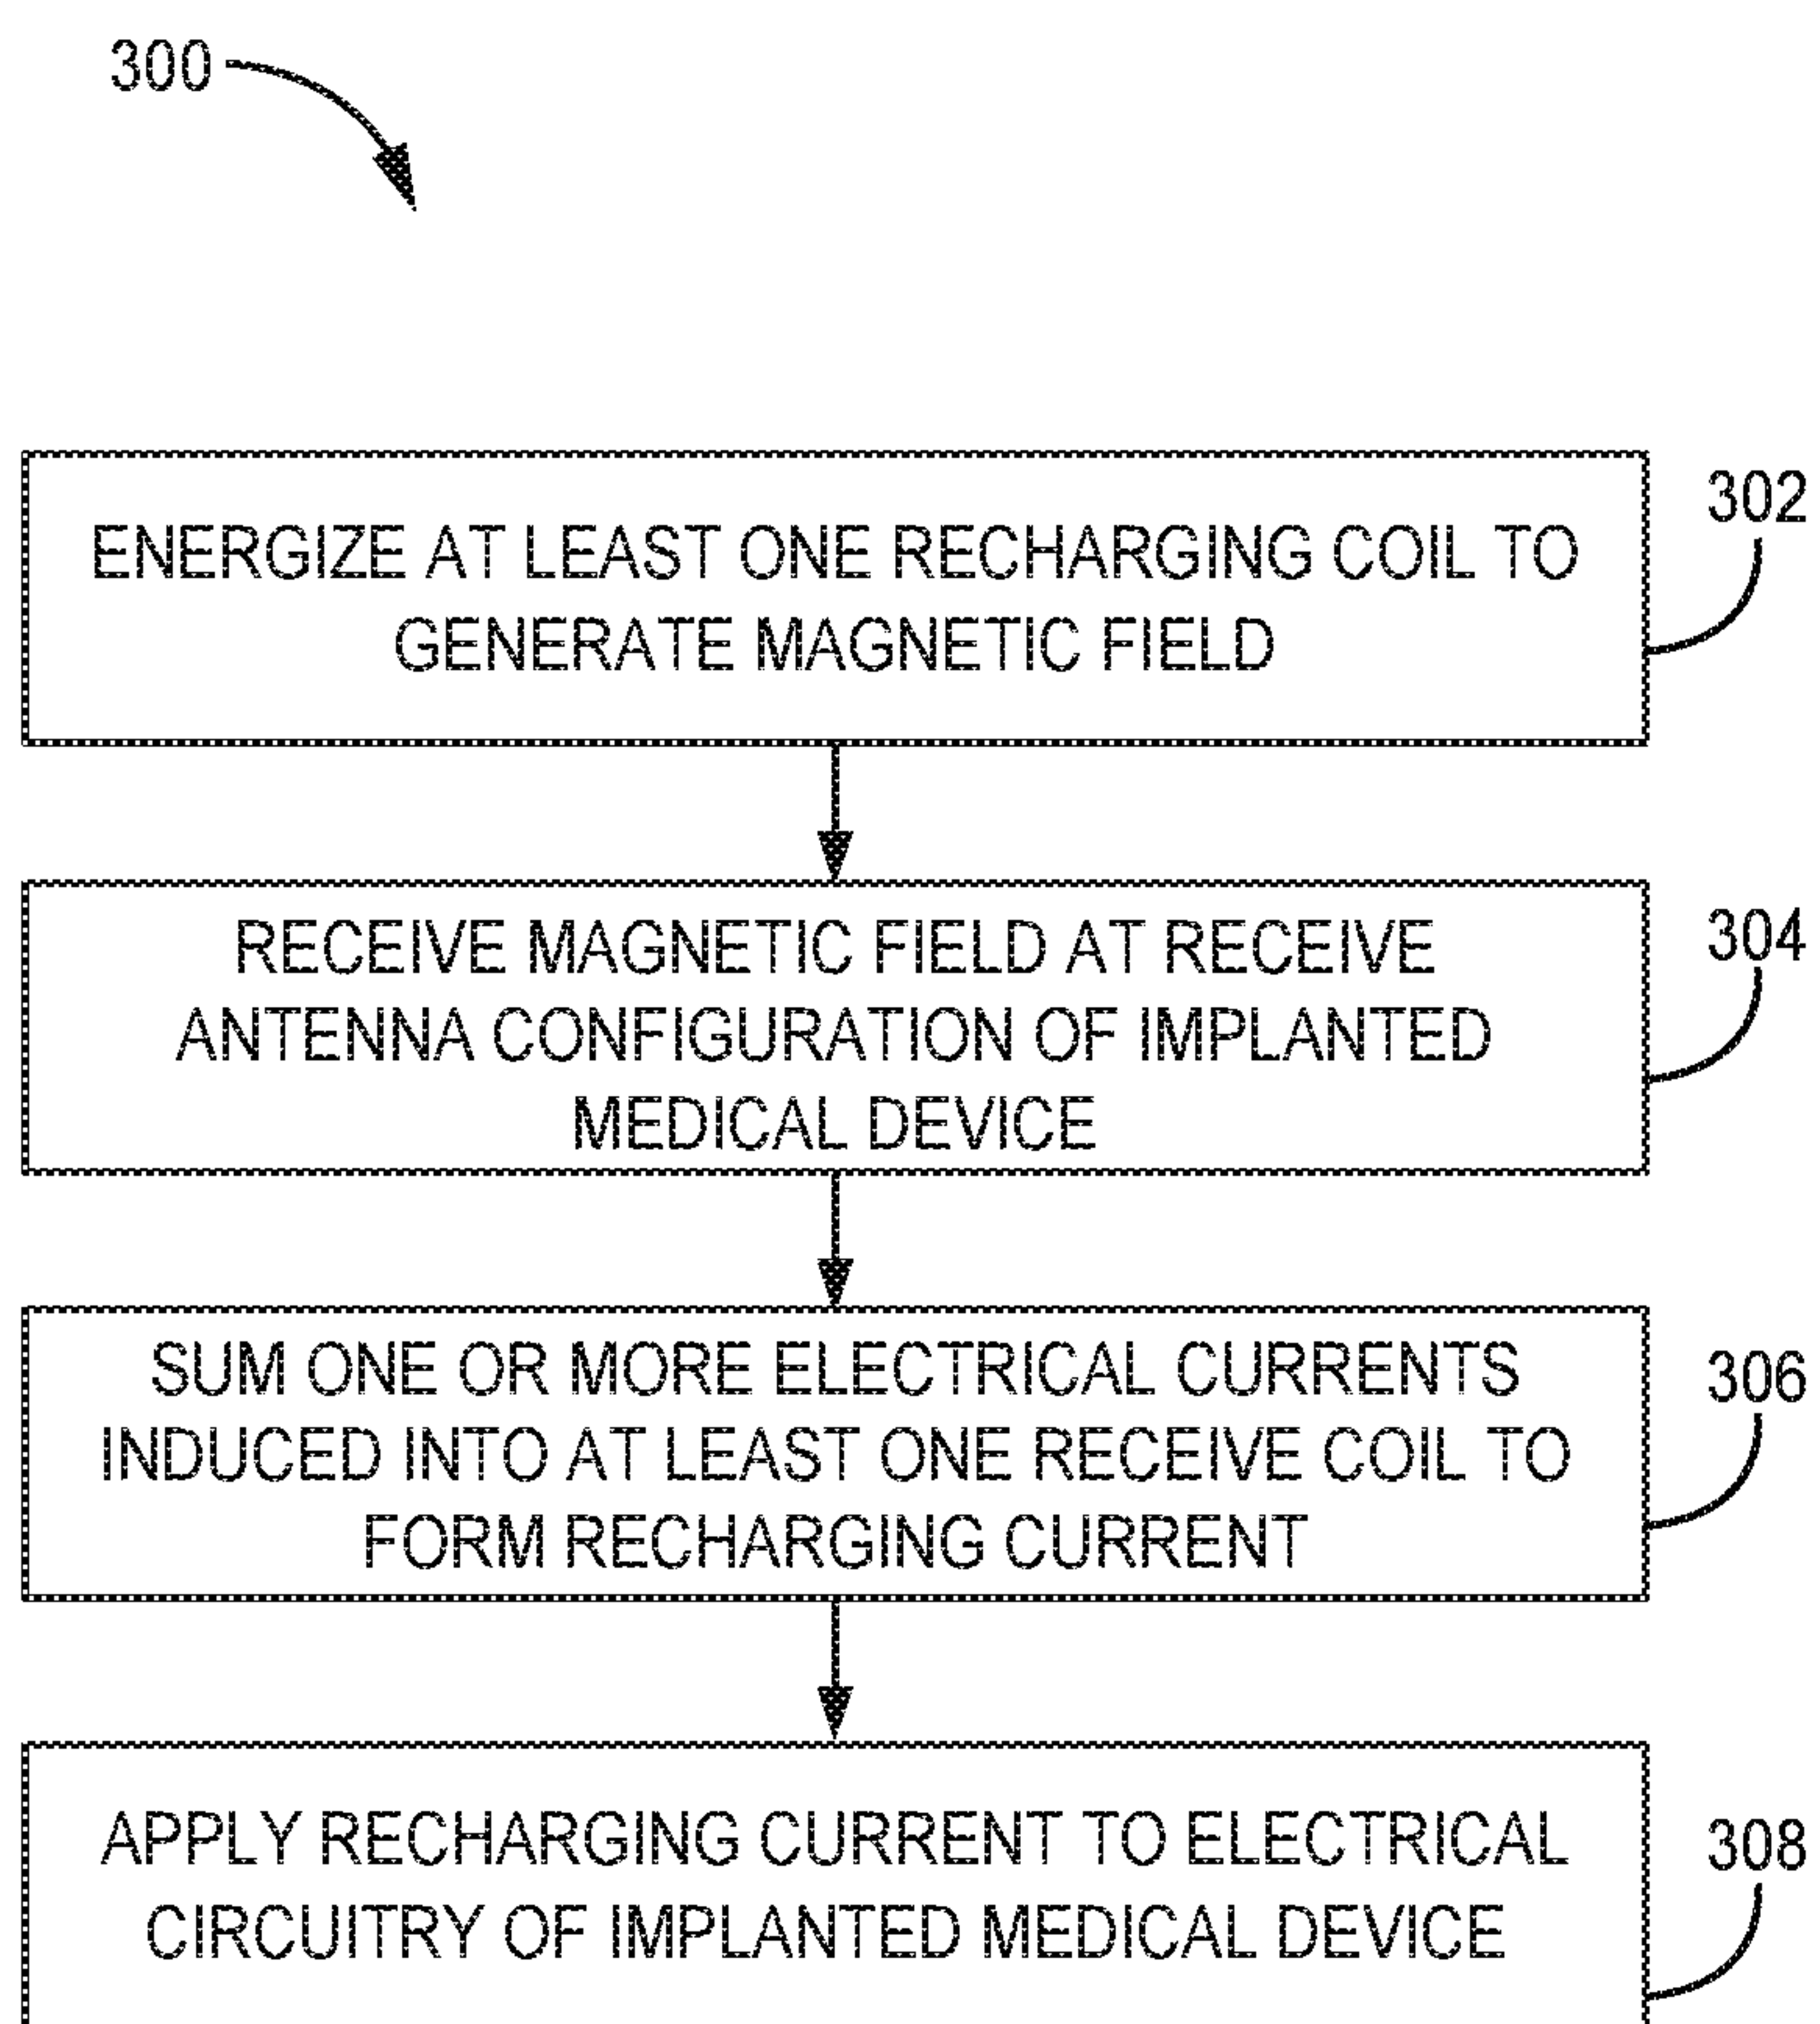 300
ENERGIZE AT LEAST ONE RECHARGING COIL TO
GENERATE MAGNETIC FIELD
302
RECEIVE MAGNETIC FIELD AT RECEIVE
ANTENNA CONFIGURATION OF IMPLANTED
MEDICAL DEVICE
304
SUM ONE OR MORE ELECTRICAL CURRENTS
INDUCED INTO AT LEAST ONE RECEIVE COIL TO
FORM RECHARGING CURRENT
306
APPLY RECHARGING CURRENT TO ELECTRICAL
CIRCUITRY OF IMPLANTED MEDICAL DEVICE
308